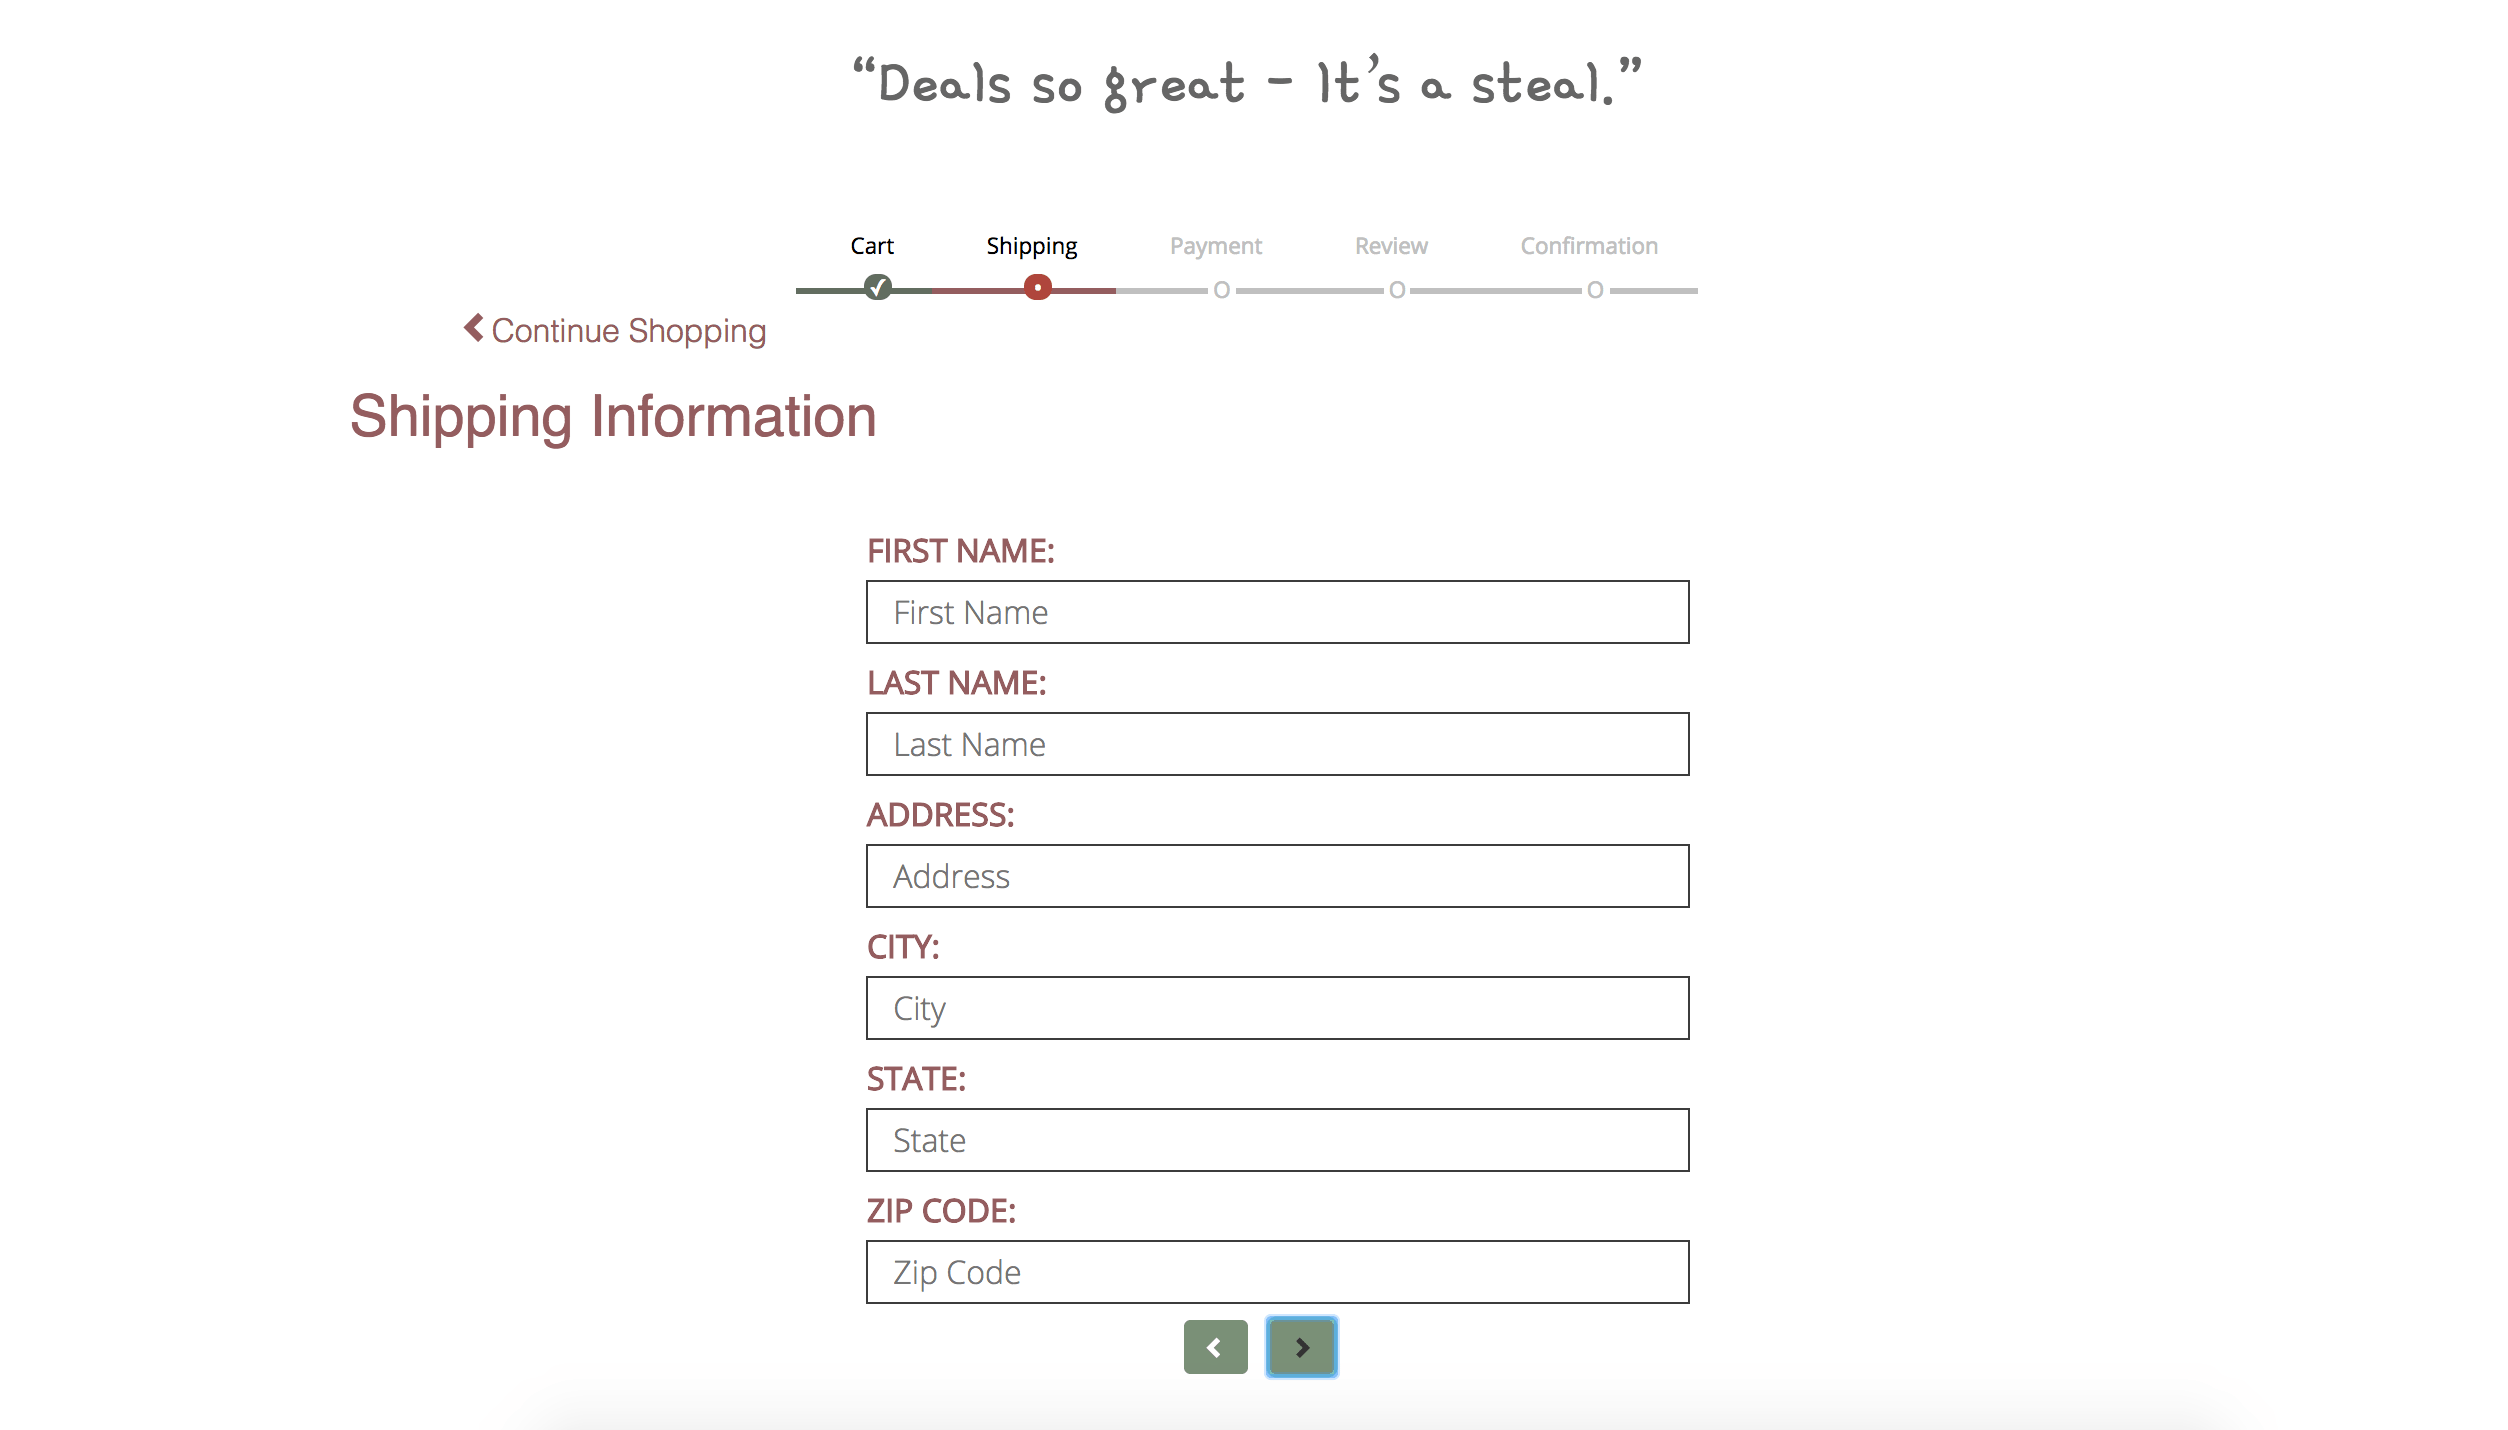 “Deals so great - It’s a steal.”
Cart Shipping Payment Review Confirmation
Continue Shopping
Shipping Information
FIRST NAME:
First Name
LAST NAME:
Last Name
ADDRESS:
Address
CITY:
City
STATE:
State
ZIP CODE:
Zip Code